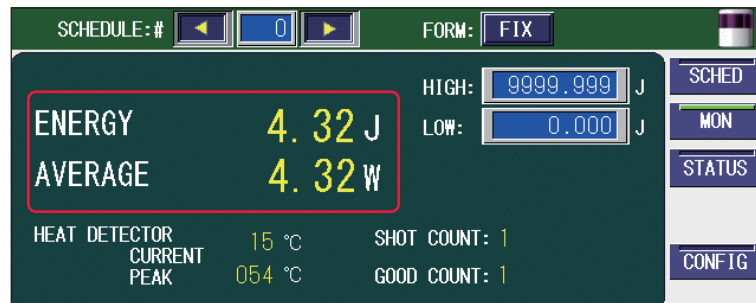 SCHEDULE:# ◀ 0 ▶ FORM: FIX
HIGH: 9999.999 J
LOW: 0.000 J
ENERGY 4.32 J
AVERAGE 4.32 W
HEAT DETECTOR
CURRENT 15 ℃
PEAK 054 ℃
SHOT COUNT: 1
GOOD COUNT: 1
SCHED
MON
STATUS
CONFIG